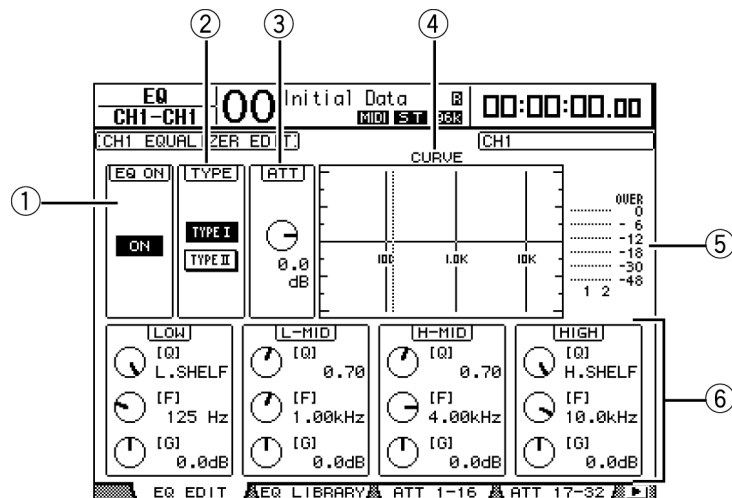 ② ③ ④
EQ
CH1-CH1
00 Initial Data R
MIDI ST 96K
00:00:00.00
CH1 EQUALIZER EDIT CH1
① EQ ON TYPE ATT CURVE
ON
TYPE I
TYPE II
0.0
dB
100 1.0K 10K
OVER
0
- 6
-12
-18
-30
-48
1 2
⑤
LOW L-MID H-MID HIGH
[Q] [Q] [Q] [Q]
L.SHELF 0.70 0.70 H.SHELF
[F] [F] [F] [F]
125 Hz 1.00kHz 4.00kHz 10.0kHz
[G] [G] [G] [G]
0.0dB 0.0dB 0.0dB 0.0dB
⑥
EQ EDIT EQ LIBRARY ATT 1-16 ATT 17-32